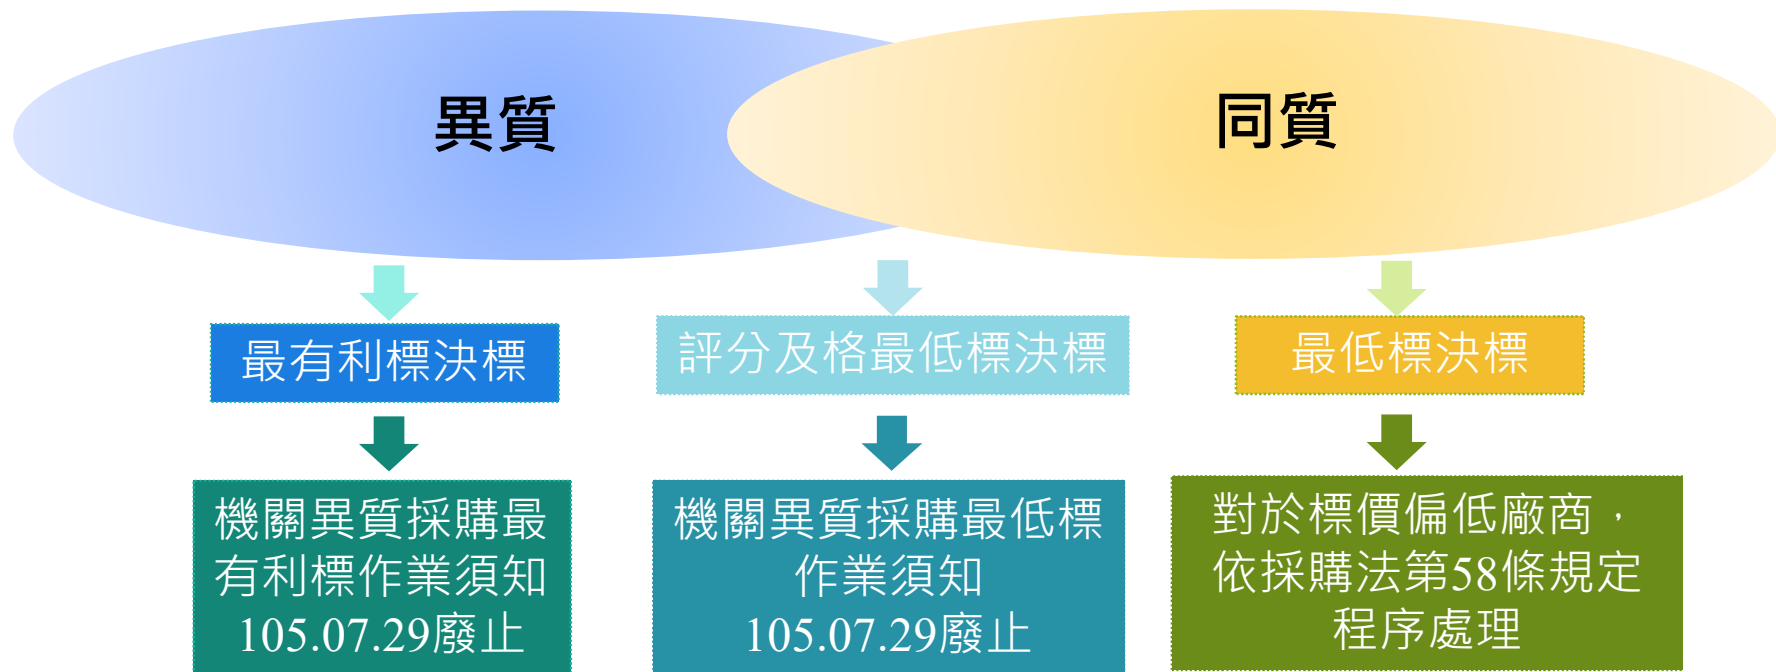 異質
同質
最有利標決標
評分及格最低標決標
最低標決標
機關異質採購最
有利標作業須知
105.07.29廢止
機關異質採購最低標
作業須知
105.07.29廢止
對於標價偏低廠商，
依採購法第58條規定
程序處理